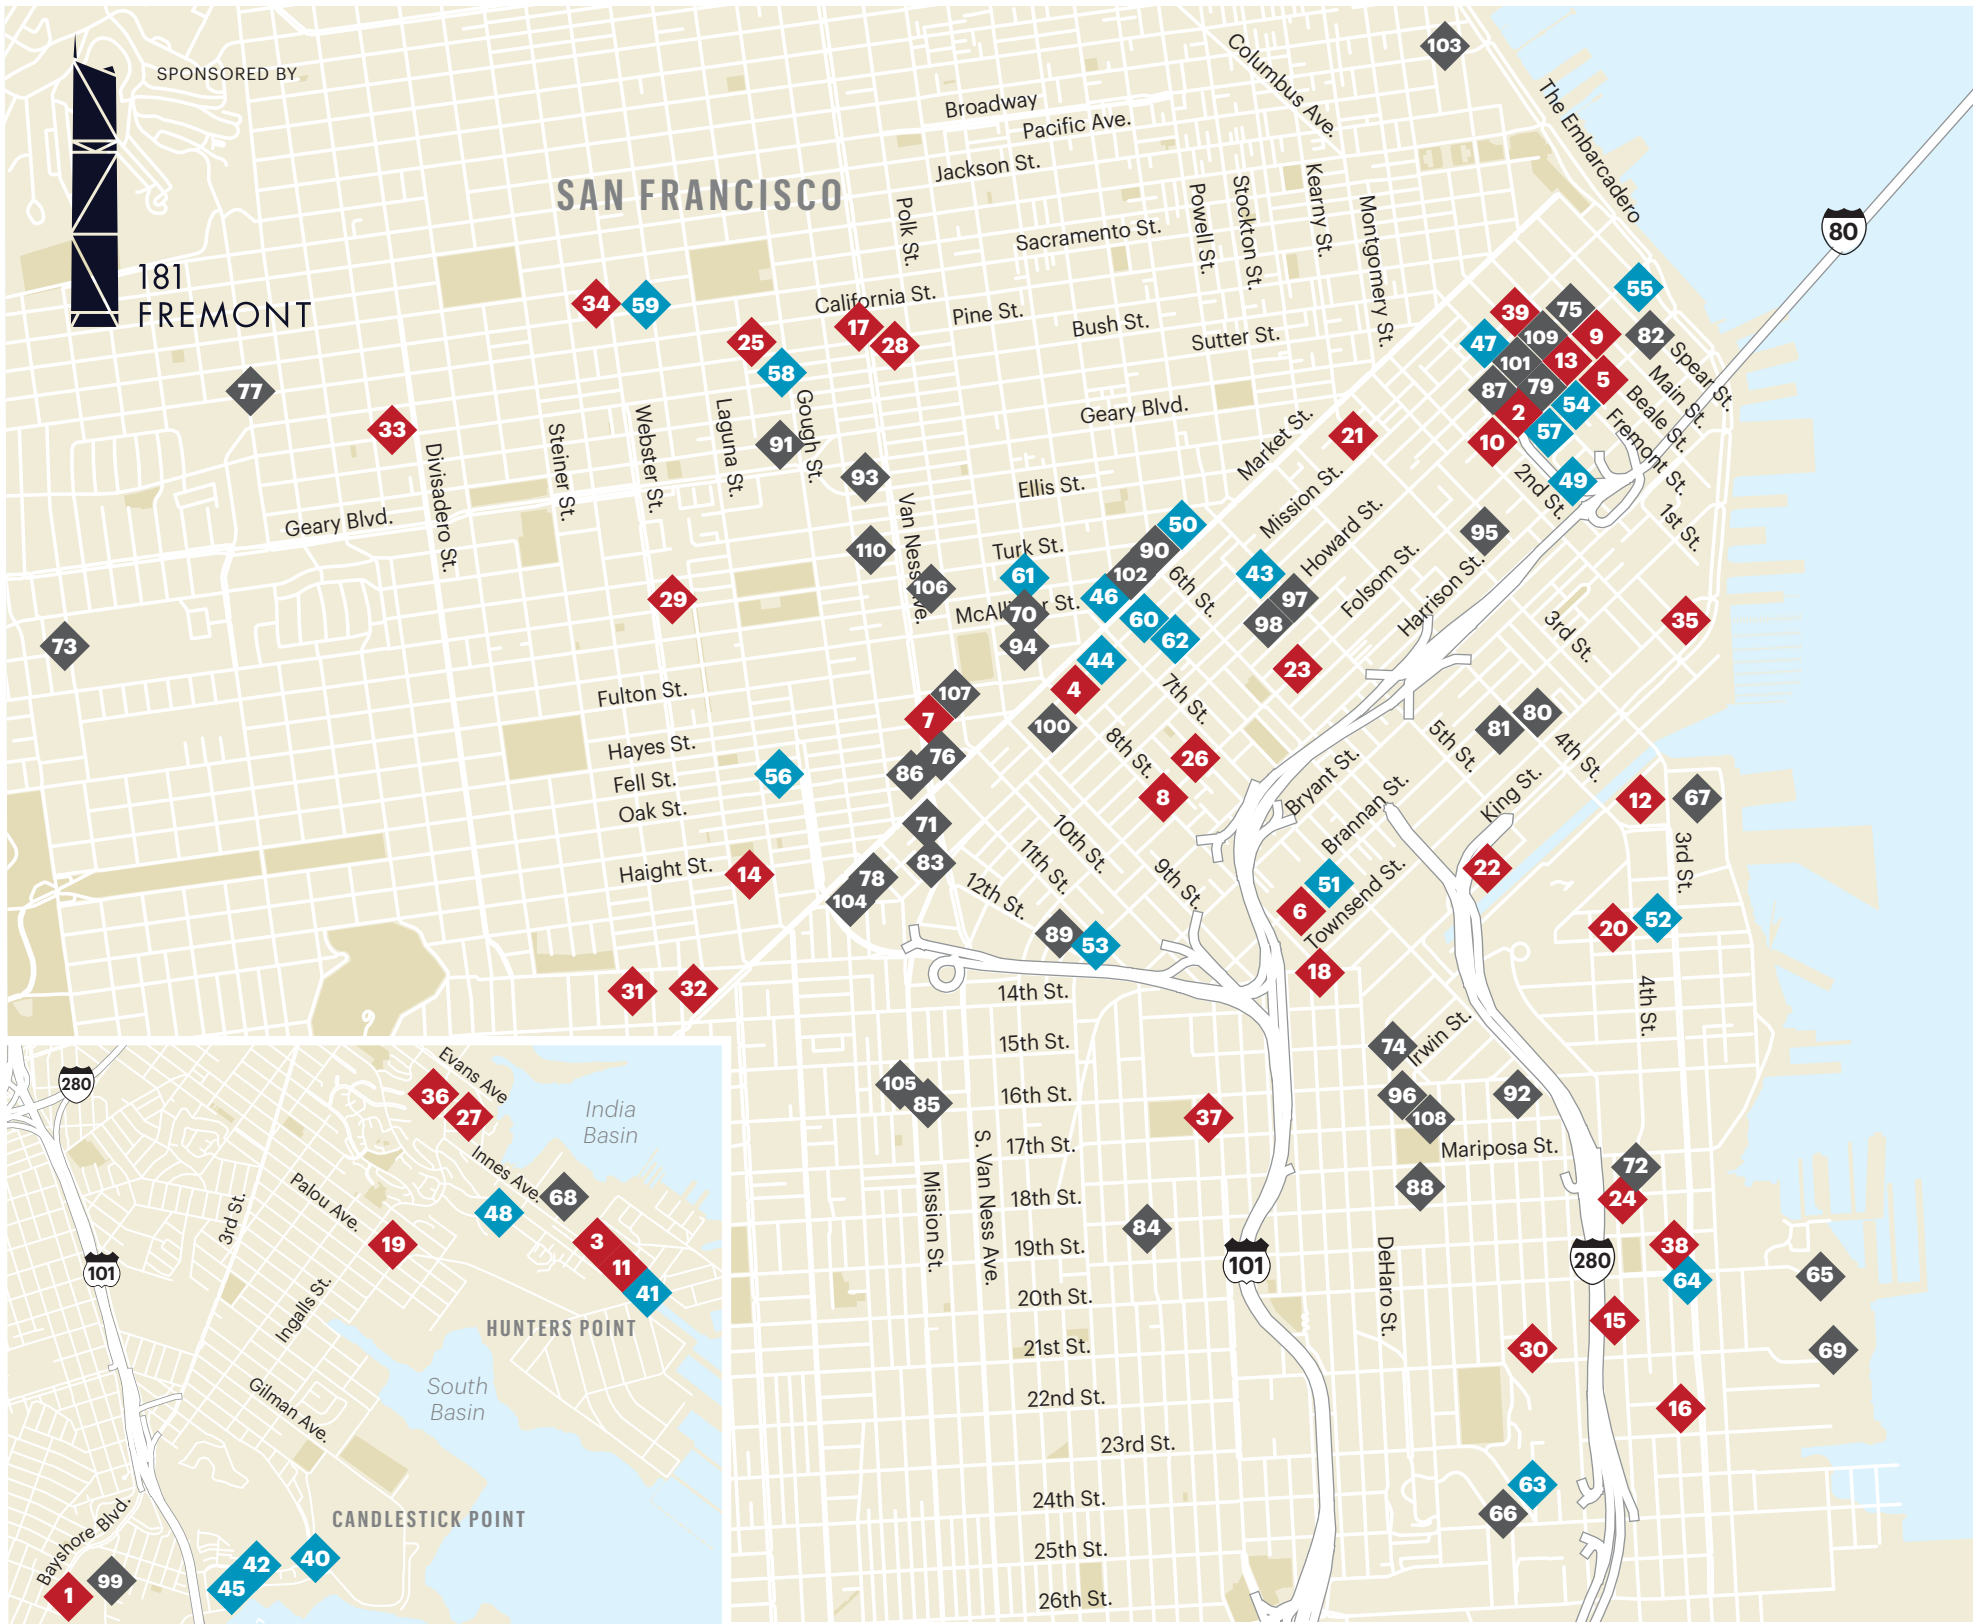 SPONSORED BY
181
FREMONT
SAN FRANCISCO
103
Columbus Ave.
The Embarcadero
Broadway
Pacific Ave.
Jackson St.
Polk St.
Powell St.
Stockton St.
Kearny St.
Montgomery St.
Sacramento St.
80
California St.
Pine St.
Bush St.
Sutter St.
34
59
25
58
17
28
55
39
75
47
109
9
82
101
13
87
79
5
2
54
10
57
49
Spear St.
Main St.
Beale St.
Fremont St.
1st St.
2nd St.
77
33
Divisadero St.
Steiner St.
Webster St.
Laguna St.
Gough St.
91
93
Geary Blvd.
Market St.
21
Mission St.
Geary Blvd.
Ellis St.
Van Ness Ave.
50
Howard St.
95
110
Turk St.
90
43
Folsom St.
Harrison St.
106
61
102
6th St.
97
29
McAllister St.
70
46
60
98
3rd St.
35
73
94
62
44
23
Fulton St.
107
4
7th St.
7
100
80
81
5th St.
4th St.
Hayes St.
76
8th St.
26
Fell St.
56
86
Bryant St.
Oak St.
8
Brannan St.
King St.
12
67
71
10th St.
3rd St.
Haight St.
14
83
11th St.
9th St.
22
78
12th St.
51
104
6
Townsend St.
20
52
89
53
31
32
18
14th St.
4th St.
15th St.
74
Irwin St.
105
85
16th St.
96
92
37
108
17th St.
Mariposa St.
S. Van Ness Ave.
Mission St.
72
18th St.
88
24
84
19th St.
DeHaro St.
38
101
280
64
65
20th St.
15
21st St.
30
69
22nd St.
16
23rd St.
24th St.
63
66
25th St.
26th St.
280
Evans Ave
36
27
India
Basin
Innes Ave.
Palou Ave.
68
3rd St.
48
19
3
11
101
41
Ingalls St.
HUNTERS POINT
South
Basin
Gilman Ave.
CANDLESTICK POINT
Bayshore Blvd.
42
40
45
99
1